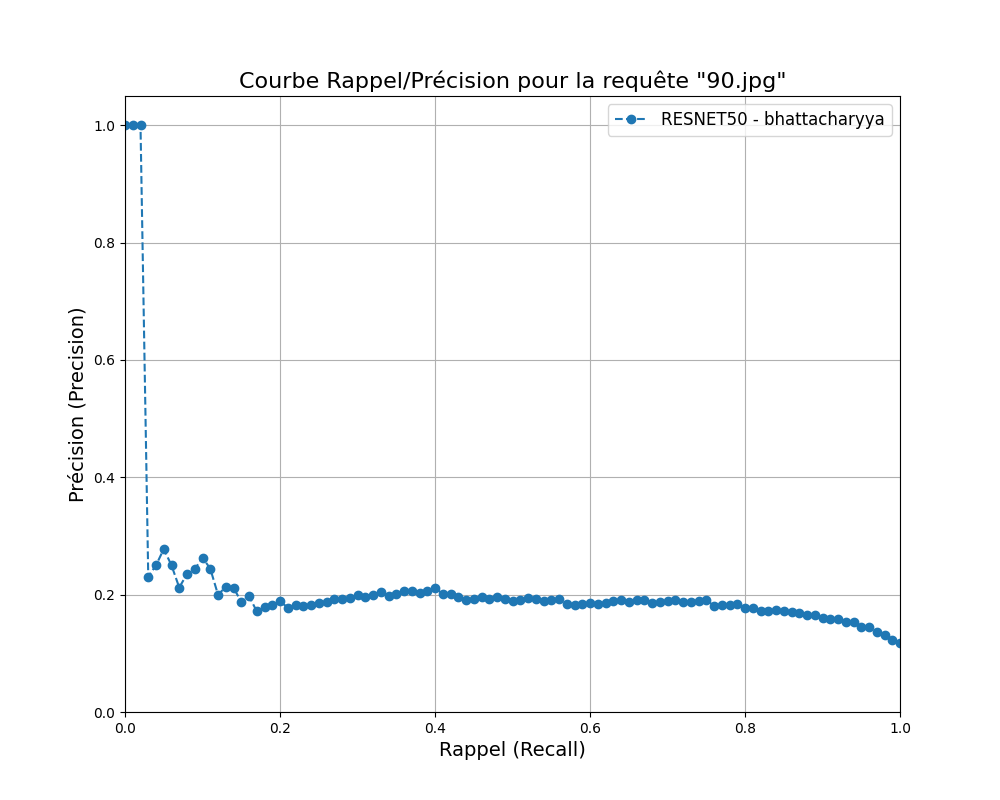 Courbe Rappel/Précision pour la requête "90.jpg"
RESNET50 - bhattacharyya
1.0
0.8
0.6
0.4
0.2
0.0
Précision (Precision)
0.0 0.2 0.4 0.6 0.8 1.0
Rappel (Recall)